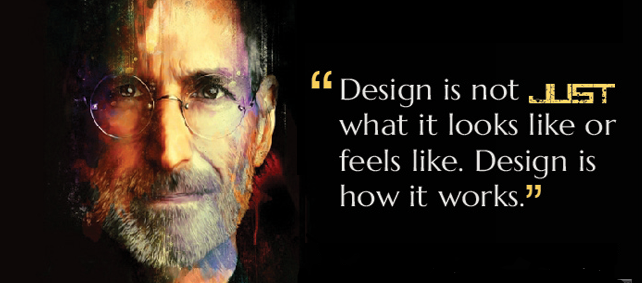 “Design is not JUST
what it looks like or
feels like. Design is
how it works.”